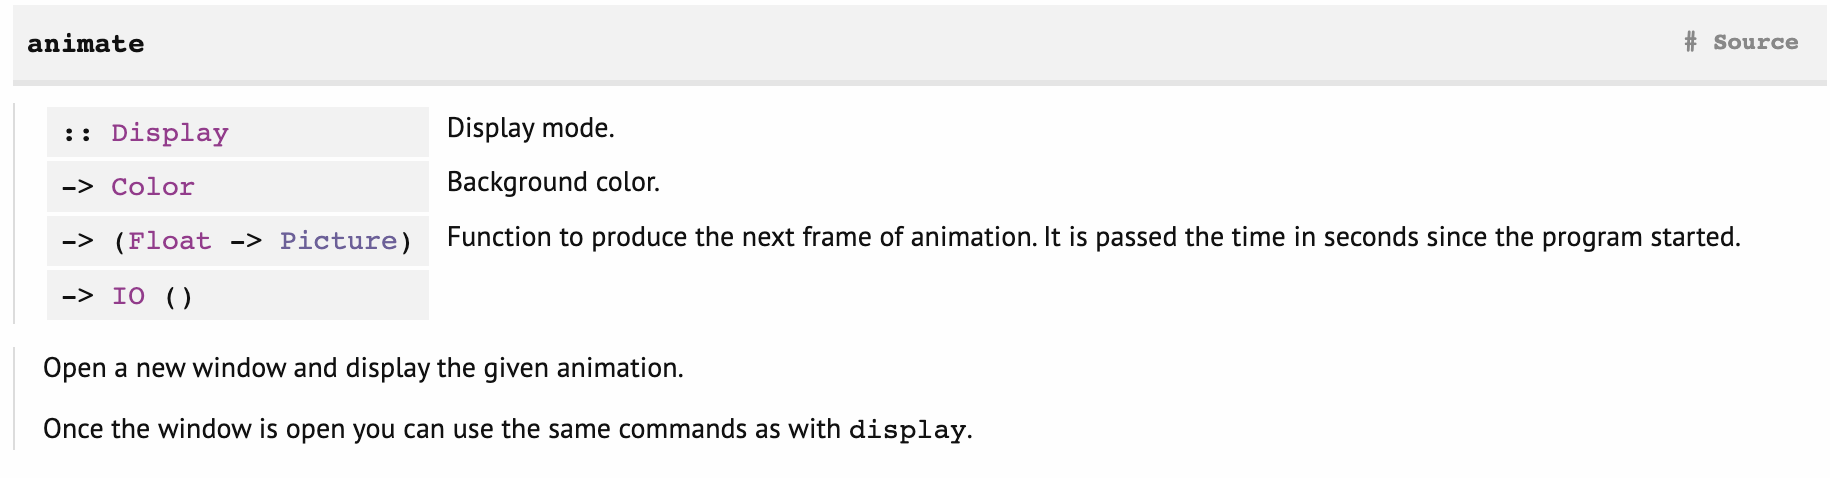 animate # Source
:: Display Display mode.
-> Color Background color.
-> (Float -> Picture) Function to produce the next frame of animation. It is passed the time in seconds since the program started.
-> IO ()
Open a new window and display the given animation.
Once the window is open you can use the same commands as with display.